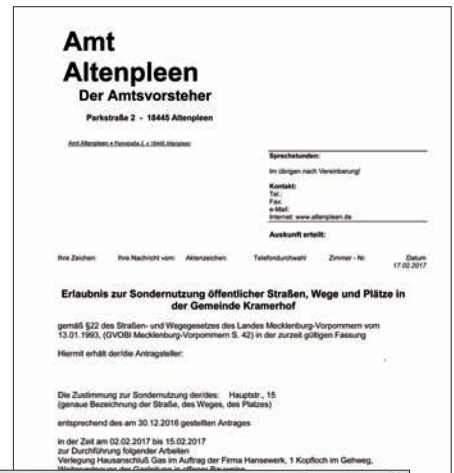 Amt
Altenpleen
Der Amtsvorsteher
Parkstraße 2 - 18445 Altenpleen
Amt Altenpleen • Parkstraße 2 • 18445 Altenpleen
Sprechstunden:
Im übrigen nach Vereinbarung!
Kontakt:
Tel.:
Fax:
e-Mail:
Internet: www.altenpleen.de
Auskunft erteilt:
Ihre Zeichen: Ihre Nachricht vom: Aktenzeichen: Telefondurchwahl Zimmer - Nr. Datum
17.02.2017
Erlaubnis zur Sondernutzung öffentlicher Straßen, Wege und Plätze in
der Gemeinde Kramerhof
gemäß §22 des Straßen- und Wegegesetzes des Landes Mecklenburg-Vorpommern vom
13.01.1993, (GVOBl Mecklenburg-Vorpommern S. 42) in der zurzeit gültigen Fassung
Hiermit erhält der/die Antragsteller:
Die Zustimmung zur Sondernutzung der/des: Hauptstr., 15
(genaue Bezeichnung der Straße, des Weges, des Platzes)
entsprechend des am 30.12.2016 gestellten Antrages
in der Zeit am 02.02.2017 bis 15.02.2017
zur Durchführung folgender Arbeiten
Verlegung Hausanschluß Gas im Auftrag der Firma Hansewerk, 1 Kopfloch im Gehweg,